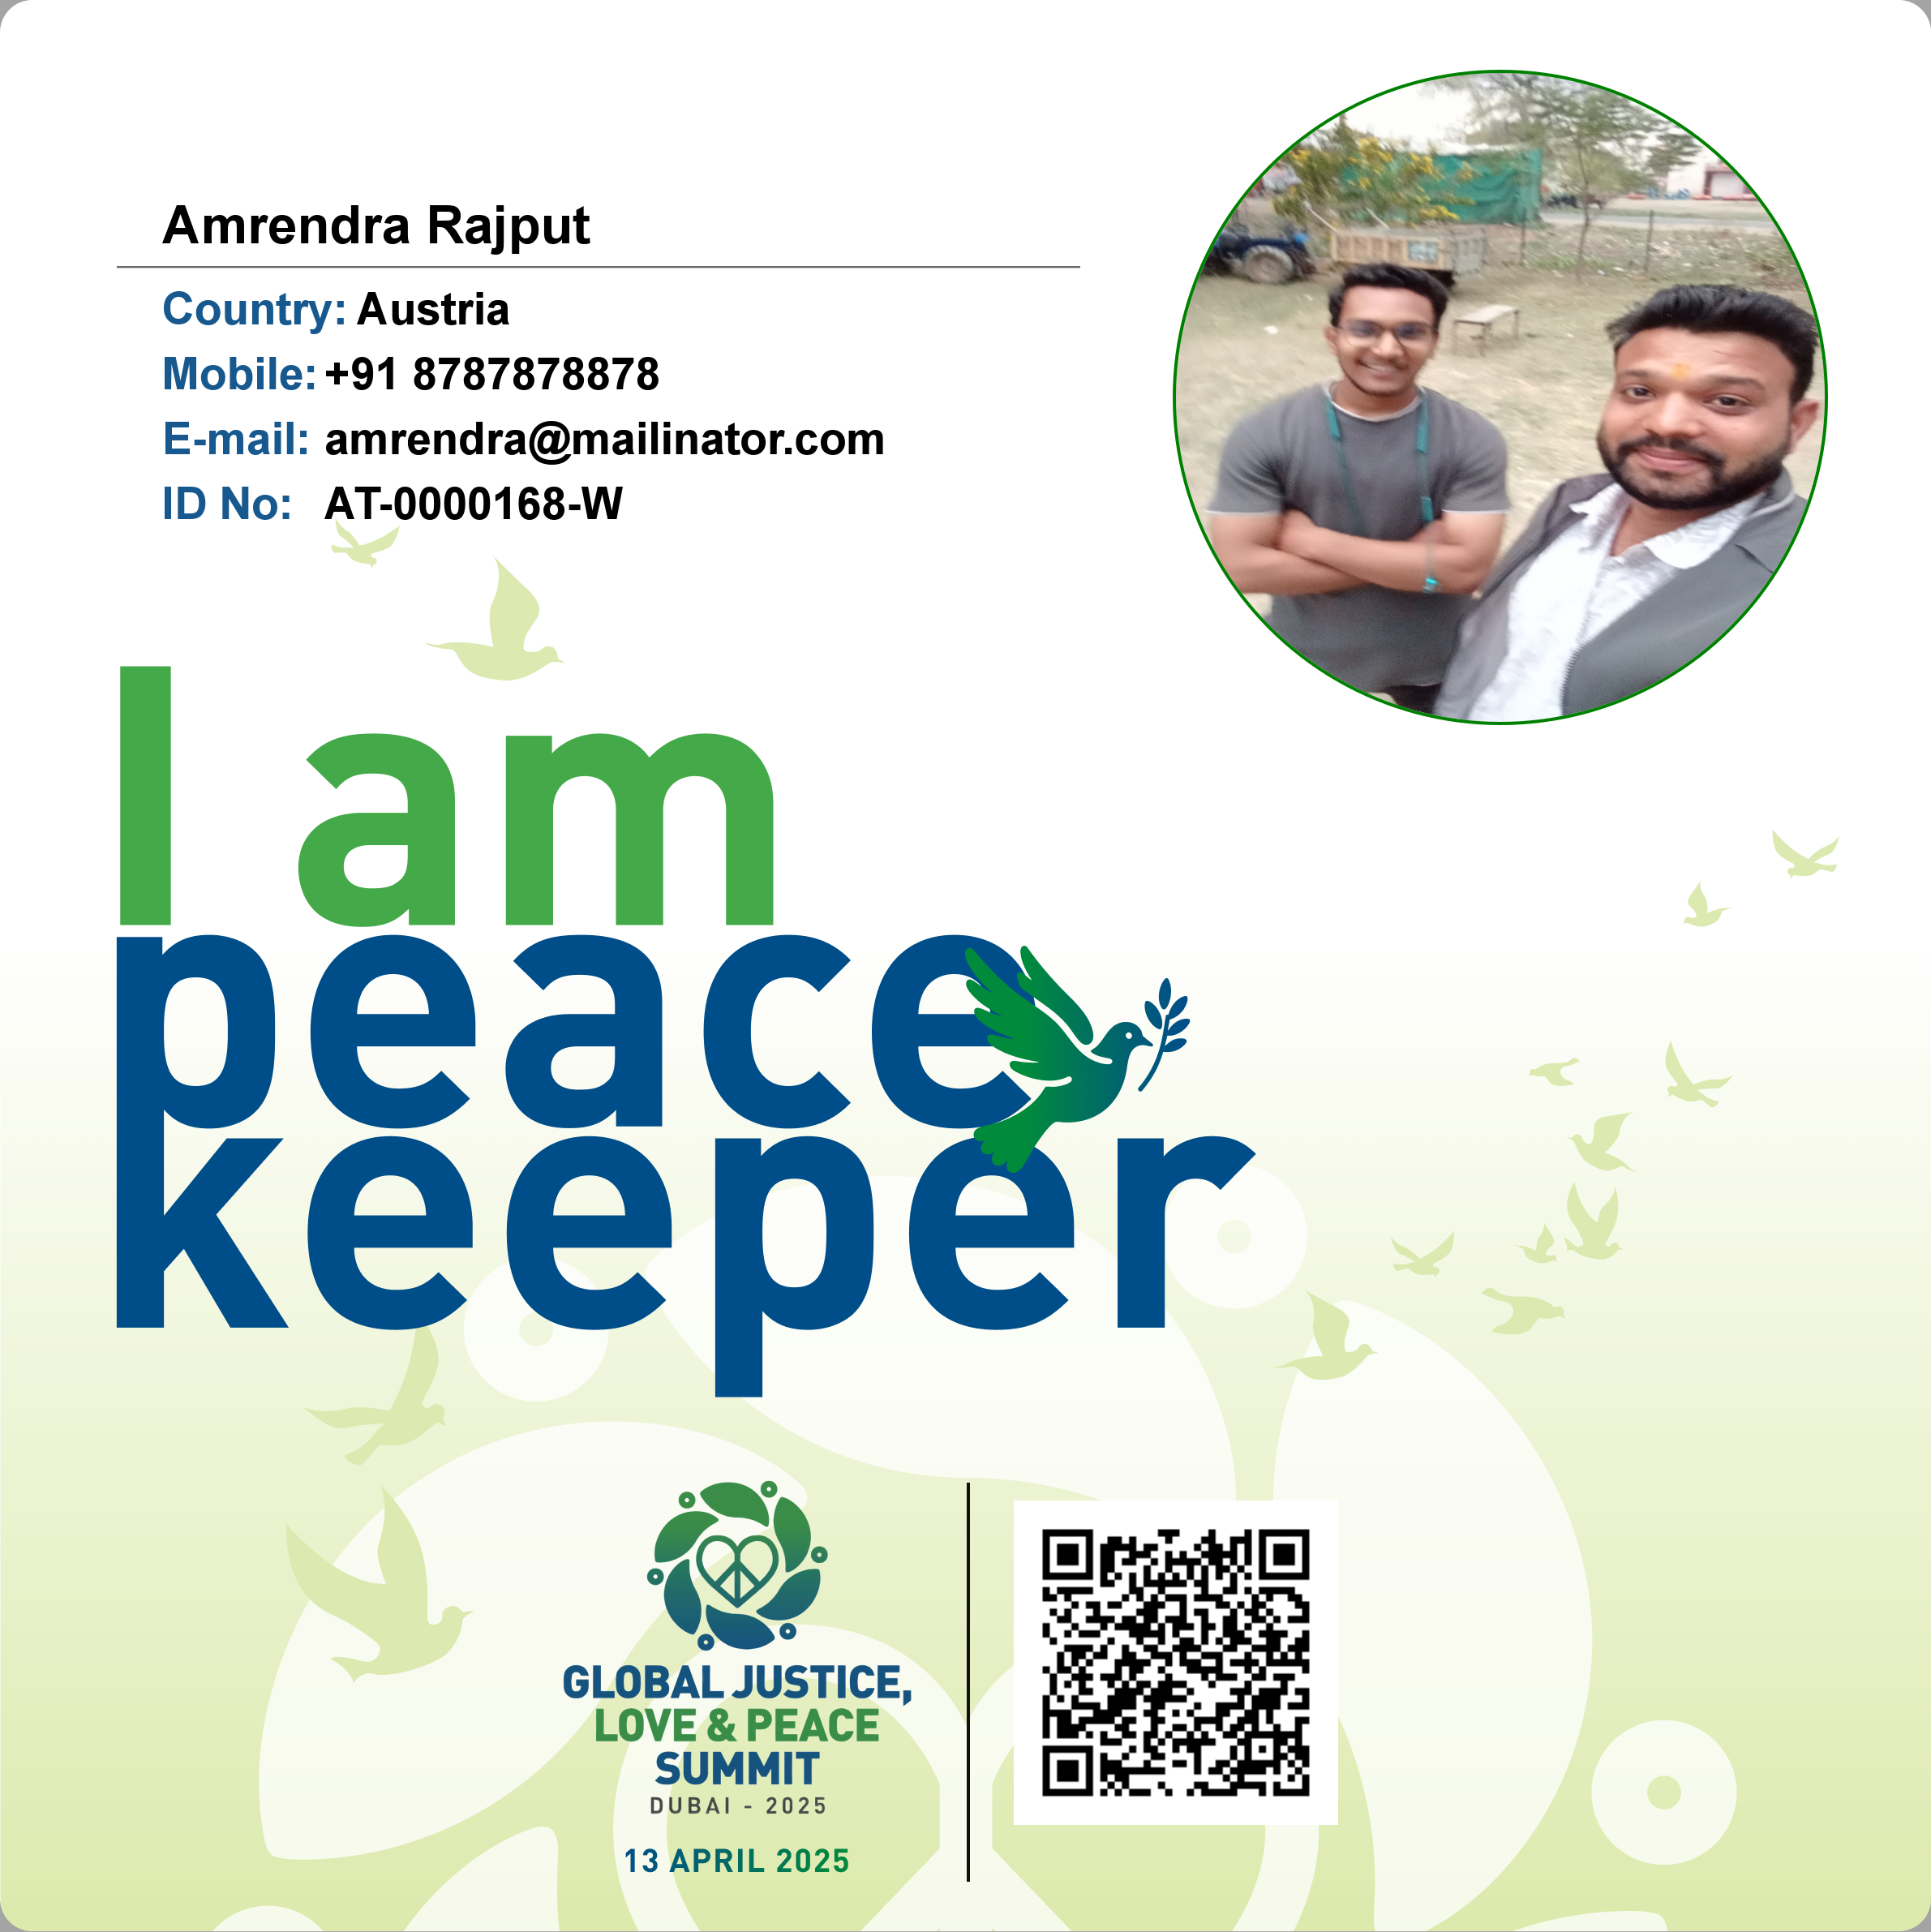 Amrendra Rajput
Country: Austria
Mobile: +91 8787878878
E-mail: amrendra@mailinator.com
ID No: AT-0000168-W
I am
peace
keeper
GLOBAL JUSTICE,
LOVE & PEACE
SUMMIT
DUBAI - 2025
13 APRIL 2025